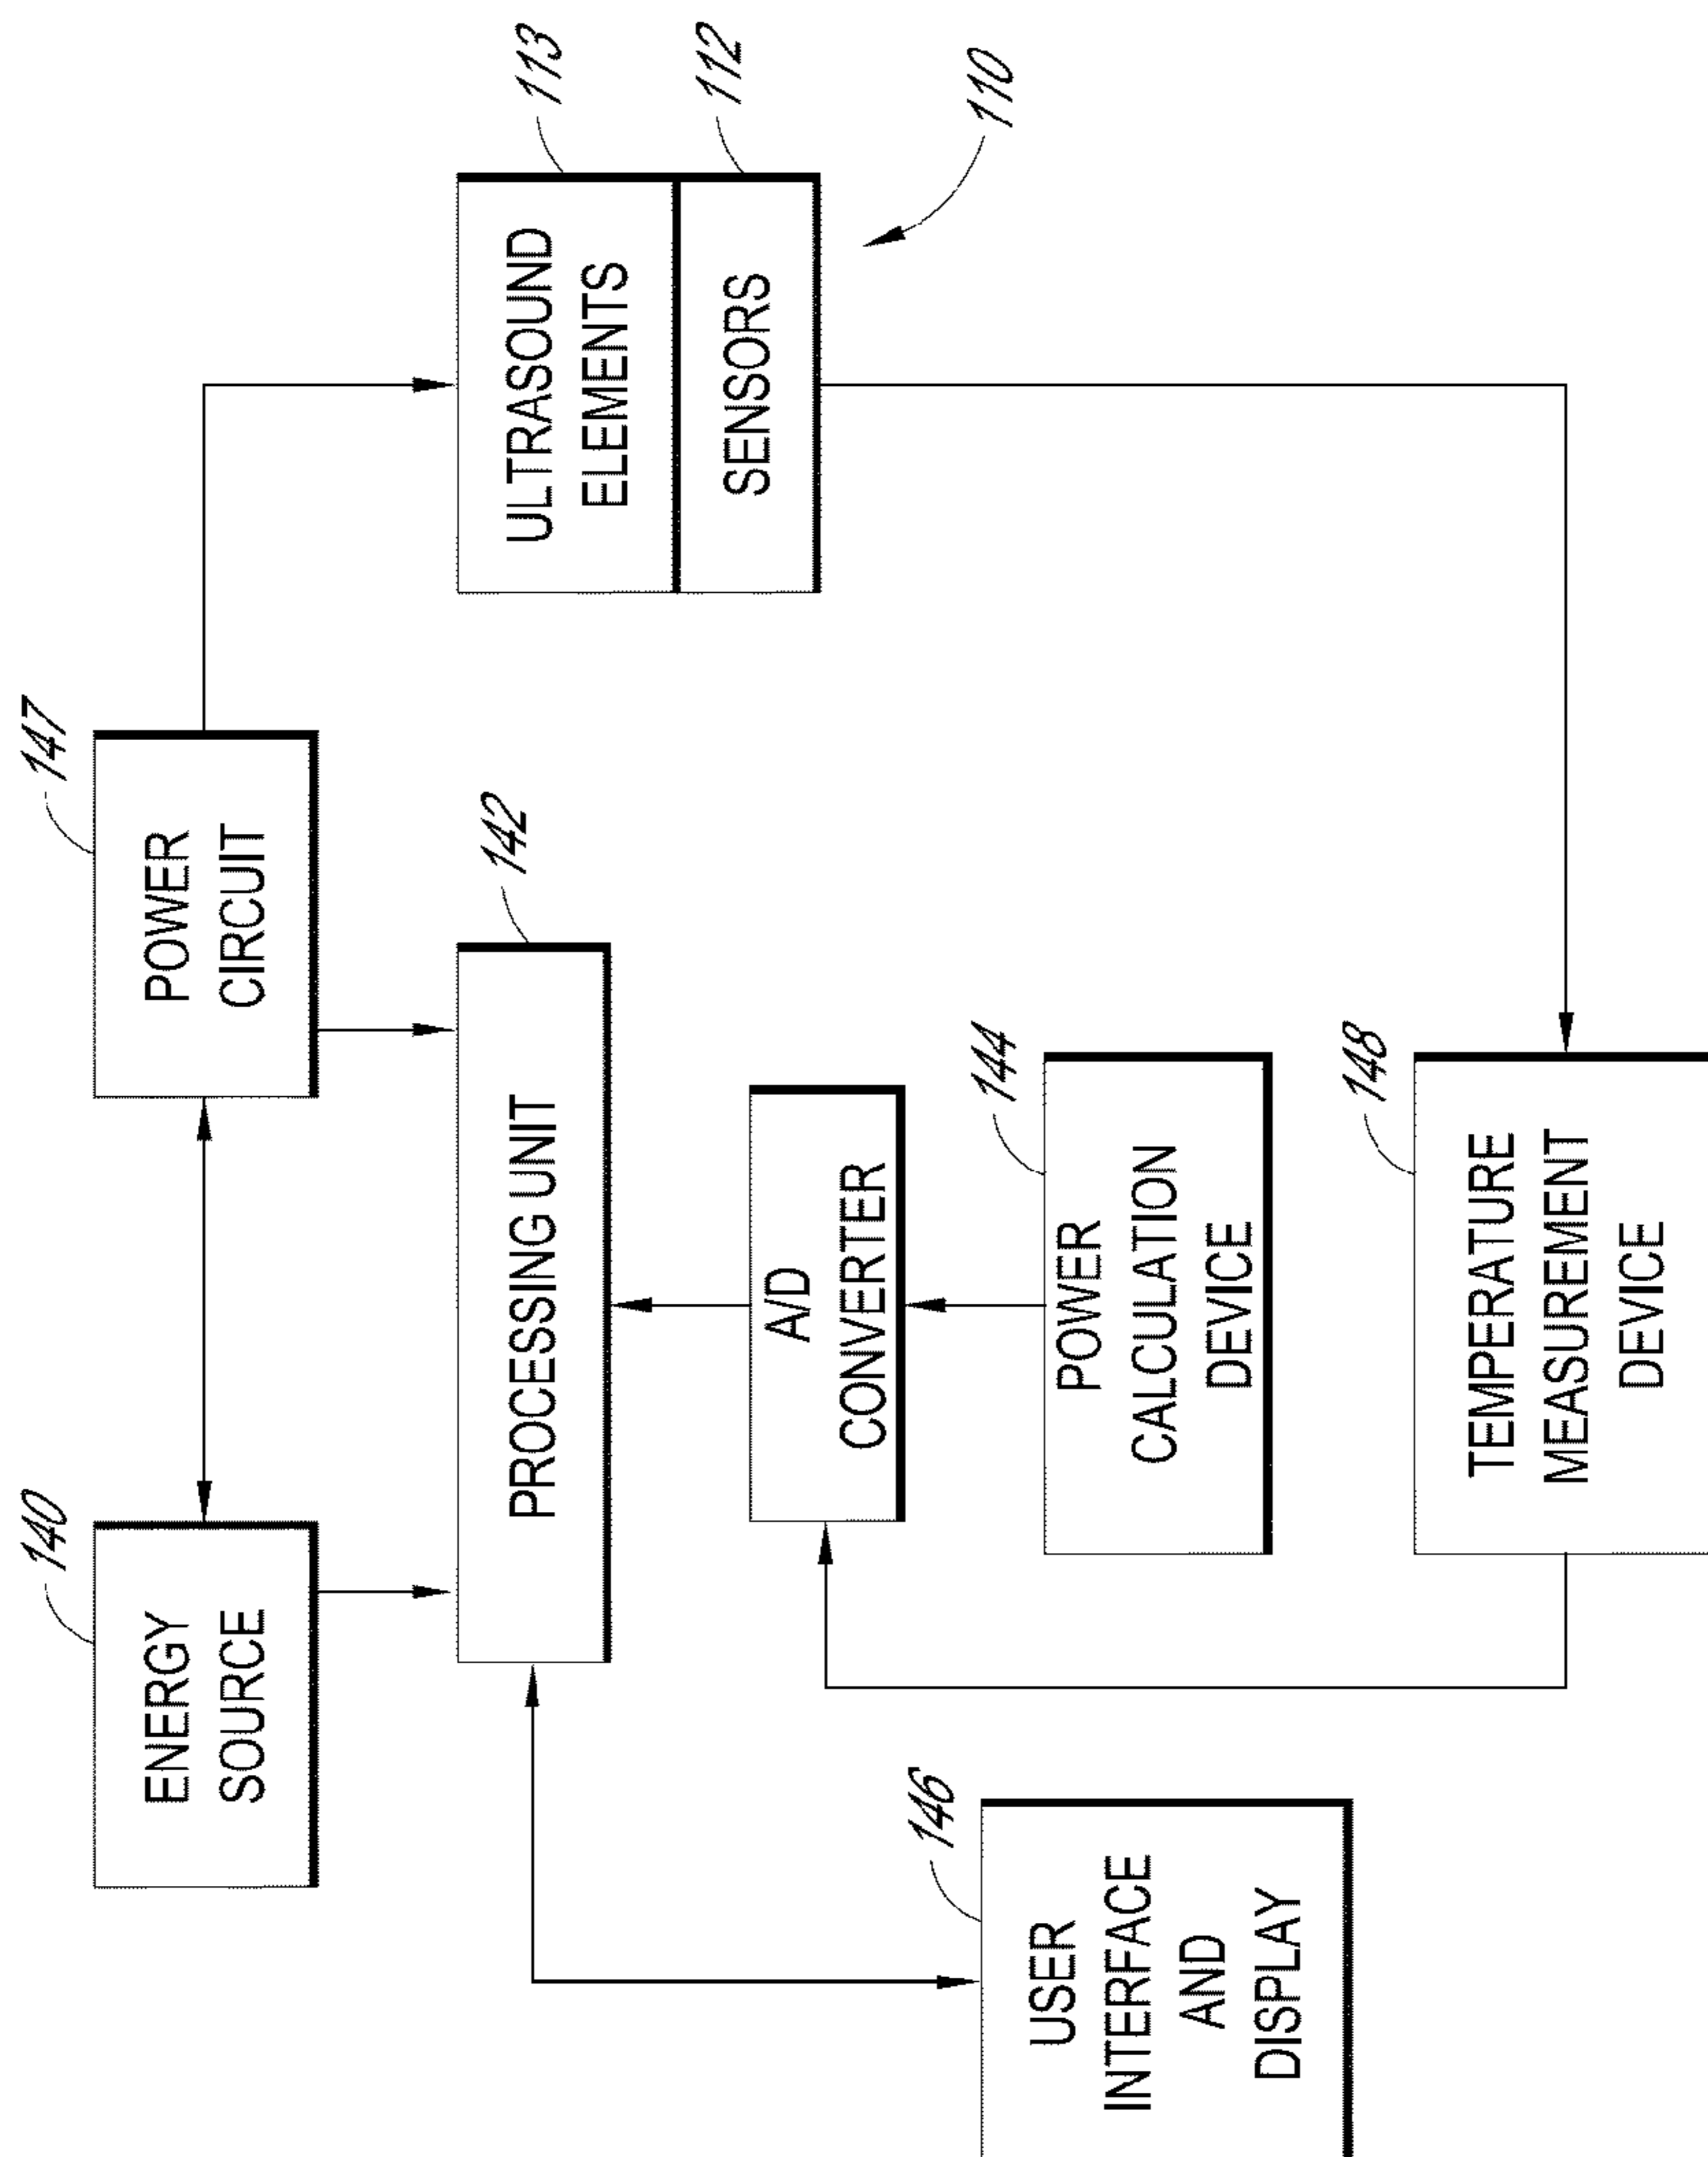 140
ENERGY
SOURCE
147
POWER
CIRCUIT
142
PROCESSING UNIT
113
ULTRASOUND
ELEMENTS
112
SENSORS
110
A/D
CONVERTER
146
USER
INTERFACE
AND
DISPLAY
144
POWER
CALCULATION
DEVICE
148
TEMPERATURE
MEASUREMENT
DEVICE